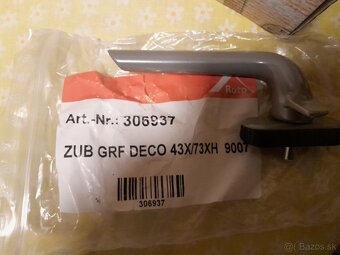 Roto
Art.-Nr.: 306937
ZUB GRF DECO 43X/73XH 9007
306937
Bazos.sk